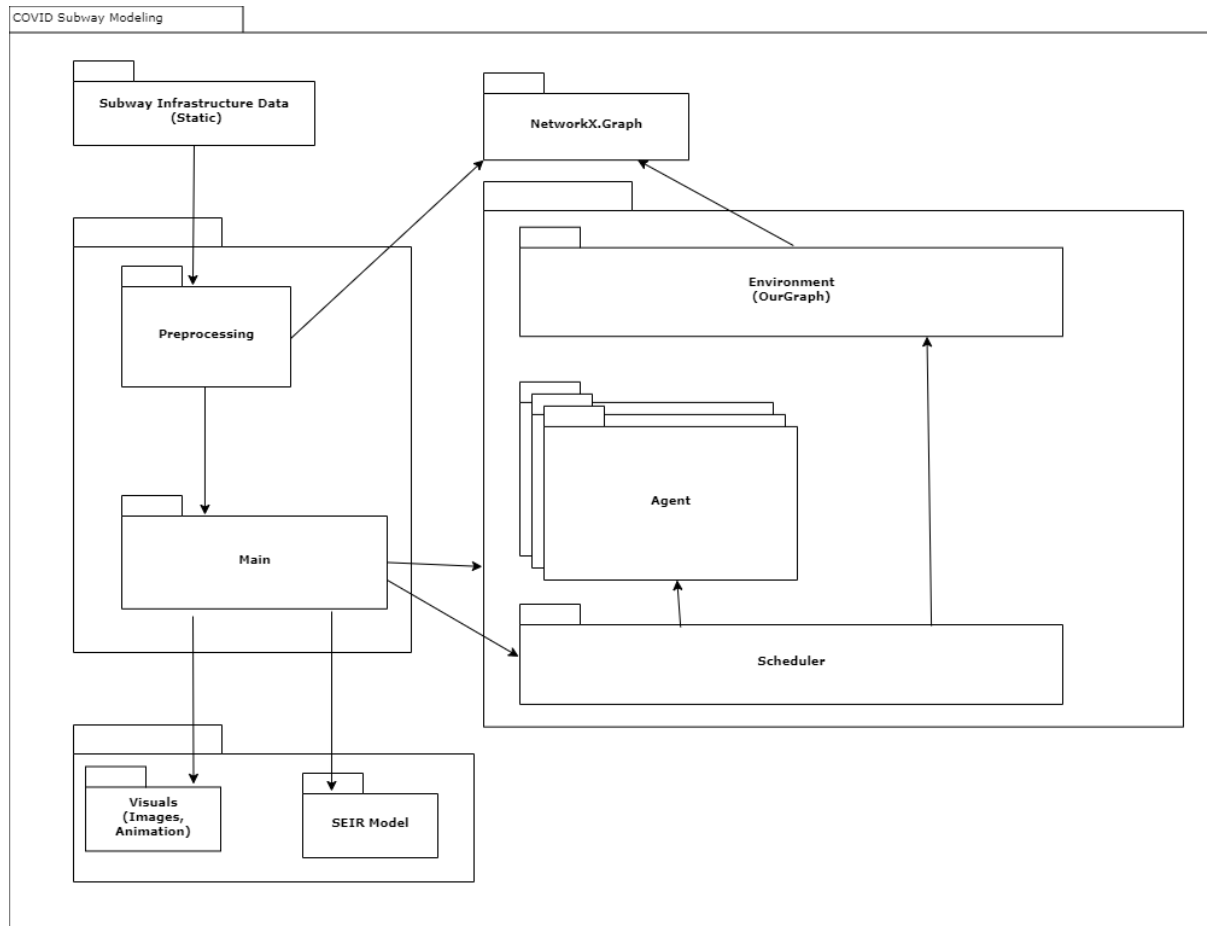 COVID Subway Modeling
Subway Infrastructure Data
(Static)
NetworkX.Graph
Environment
(OurGraph)
Preprocessing
Agent
Main
Scheduler
Visuals
(Images,
Animation)
SEIR Model